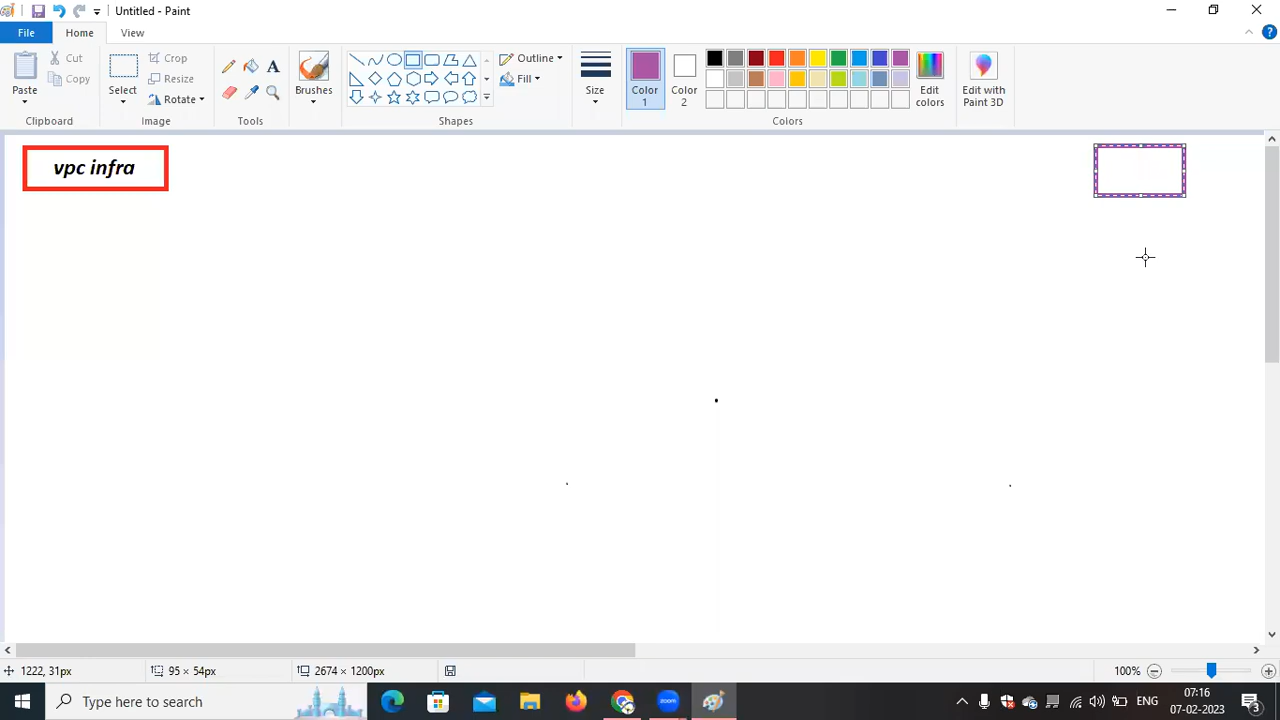 Untitled - Paint
File
Home
View
Paste
Cut
Copy
Clipboard
Select
Crop
Resize
Rotate
Image
Tools
Brushes
Outline
Fill
Shapes
Size
Color 1
Color 2
Edit colors
Colors
Edit with Paint 3D
vpc infra
1222, 31px
95 × 54px
2674 × 1200px
100%
Type here to search
zoom
ENG
07:16
07-02-2023
3